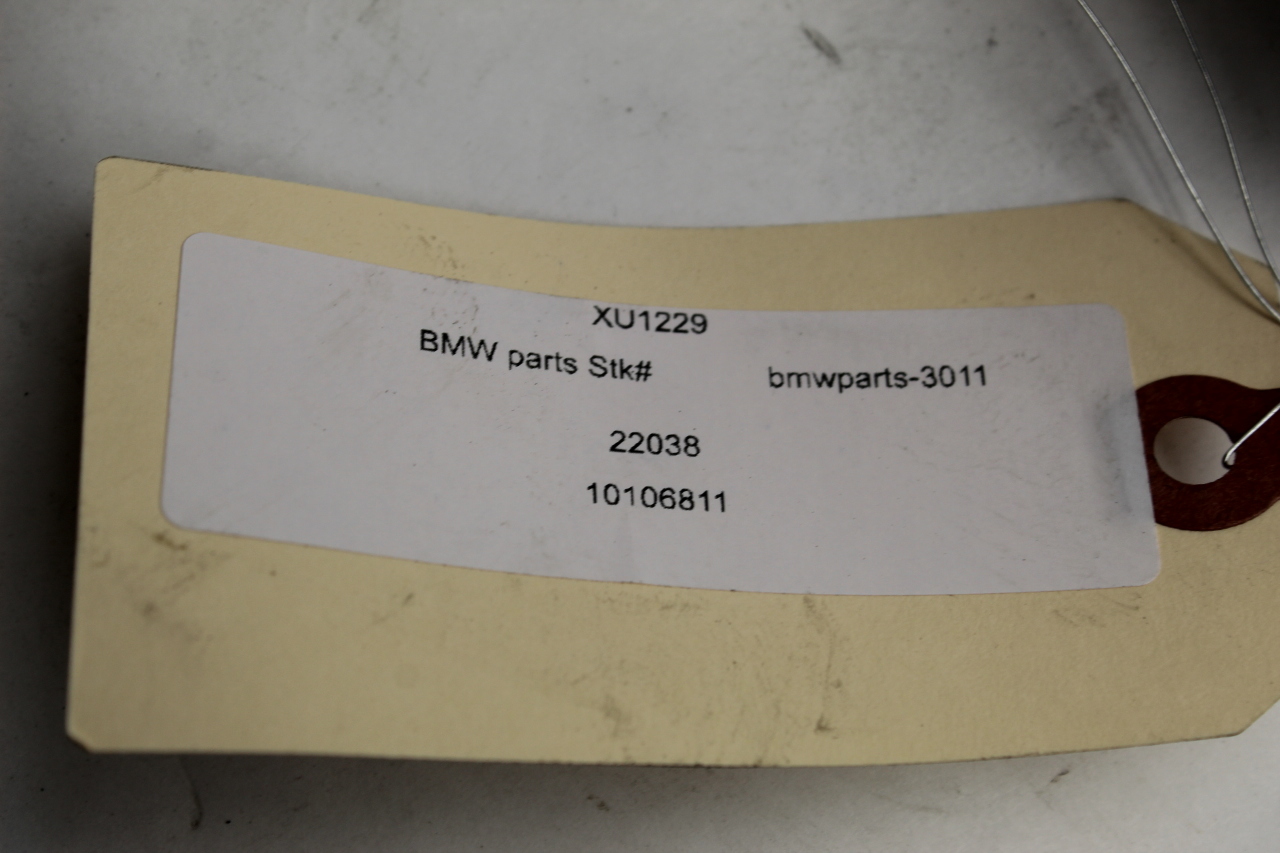 XU1229
BMW parts Stk# bmwparts-3011
22038
10106811